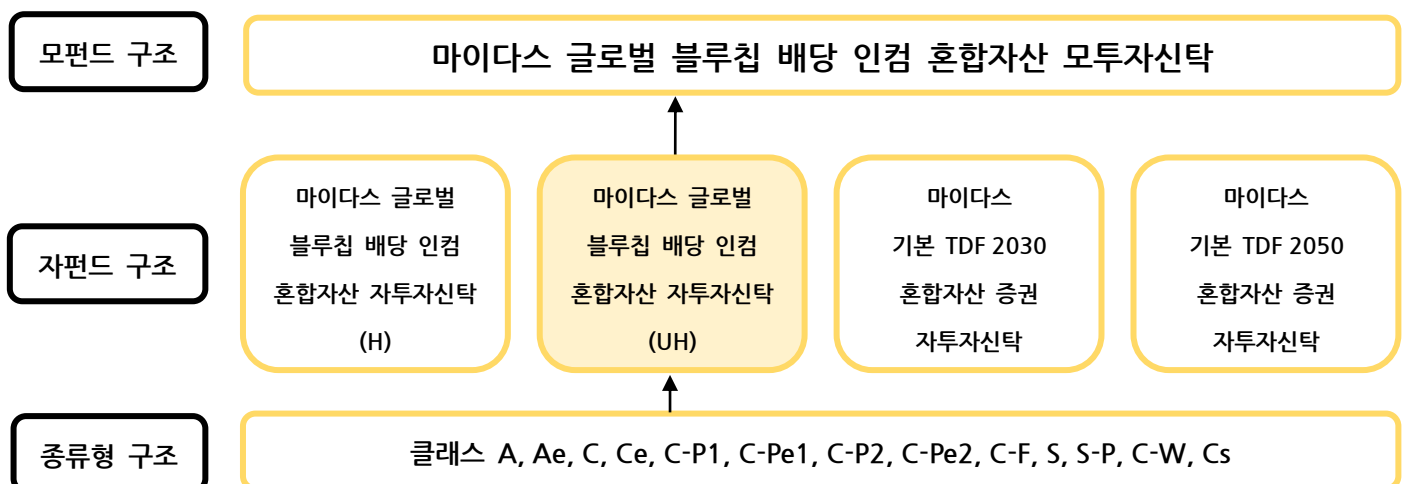 모펀드 구조
마이다스 글로벌 블루칩 배당 인컴 혼합자산 모투자신탁
자펀드 구조
마이다스 글로벌
블루칩 배당 인컴
혼합자산 자투자신탁
(H)
마이다스 글로벌
블루칩 배당 인컴
혼합자산 자투자신탁
(UH)
마이다스
기본 TDF 2030
혼합자산 증권
자투자신탁
마이다스
기본 TDF 2050
혼합자산 증권
자투자신탁
종류형 구조
클래스 A, Ae, C, Ce, C-P1, C-Pe1, C-P2, C-Pe2, C-F, S, S-P, C-W, Cs